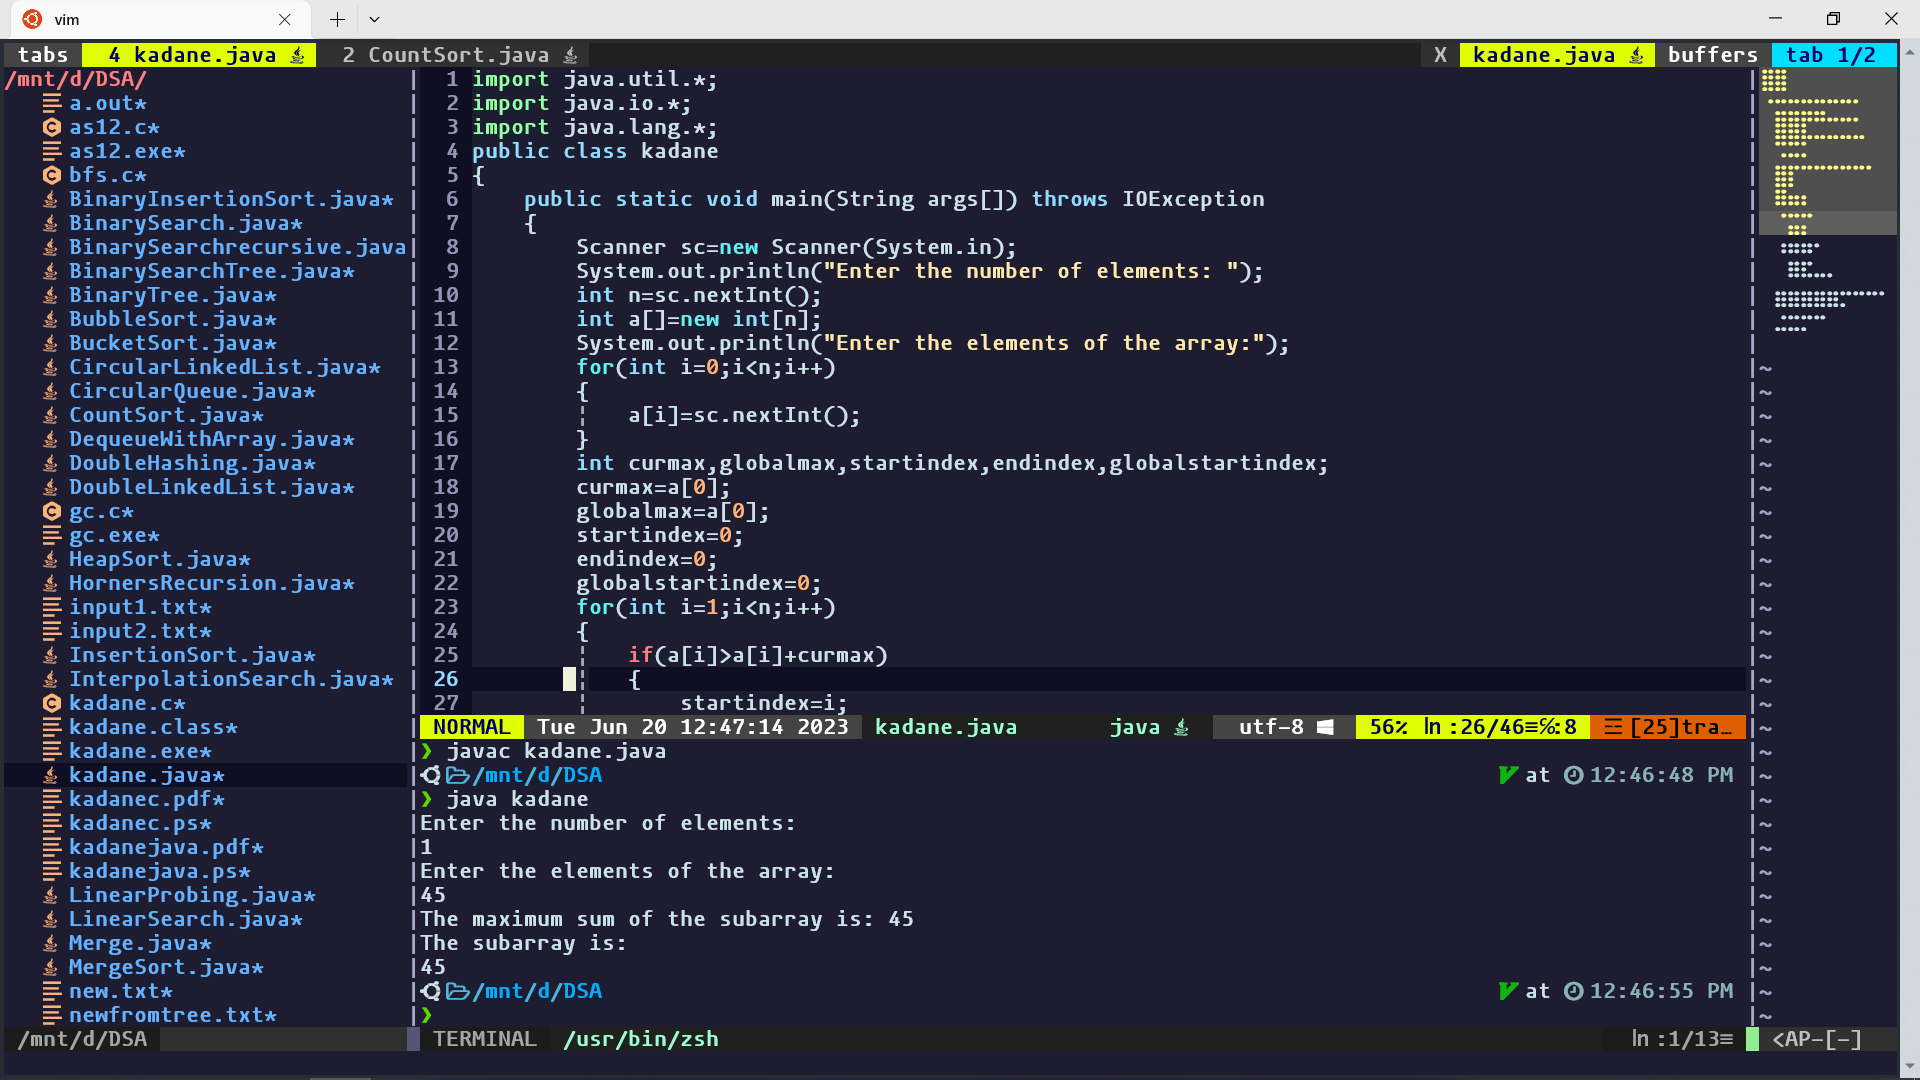 vim
tabs 4 kadane.java 2 CountSort.java X kadane.java buffers tab 1/2
/mnt/d/DSA/
a.out*
as12.c*
as12.exe*
bfs.c*
BinaryInsertionSort.java*
BinarySearch.java*
BinarySearchrecursive.java
BinarySearchTree.java*
BinaryTree.java*
BubbleSort.java*
BucketSort.java*
CircularLinkedList.java*
CircularQueue.java*
CountSort.java*
DequeueWithArray.java*
DoubleHashing.java*
DoubleLinkedList.java*
gc.c*
gc.exe*
HeapSort.java*
HornersRecursion.java*
input1.txt*
input2.txt*
InsertionSort.java*
InterpolationSearch.java*
kadane.c*
kadane.class*
kadane.exe*
kadane.java*
kadanec.pdf*
kadanec.ps*
kadanejava.pdf*
kadanejava.ps*
LinearProbing.java*
LinearSearch.java*
Merge.java*
MergeSort.java*
new.txt*
newfromtree.txt*
/mnt/d/DSA
1 import java.util.*;
2 import java.io.*;
3 import java.lang.*;
4 public class kadane
5 {
6     public static void main(String args[]) throws IOException
7     {
8         Scanner sc=new Scanner(System.in);
9         System.out.println("Enter the number of elements: ");
10         int n=sc.nextInt();
11         int a[]=new int[n];
12         System.out.println("Enter the elements of the array:");
13         for(int i=0;i<n;i++)
14         {
15             a[i]=sc.nextInt();
16         }
17         int curmax,globalmax,startindex,endindex,globalstartindex;
18         curmax=a[0];
19         globalmax=a[0];
20         startindex=0;
21         endindex=0;
22         globalstartindex=0;
23         for(int i=1;i<n;i++)
24         {
25             if(a[i]>a[i]+curmax)
26             {
27                 startindex=i;
NORMAL Tue Jun 20 12:47:14 2023 kadane.java java utf-8 56% ln :26/46≡℅:8 ☲ [25]tra…
❯ javac kadane.java
/mnt/d/DSA at 12:46:48 PM
❯ java kadane
Enter the number of elements:
1
Enter the elements of the array:
45
The maximum sum of the subarray is: 45
The subarray is:
45
/mnt/d/DSA at 12:46:55 PM
❯
TERMINAL /usr/bin/zsh ln :1/13≡ <AP-[-]